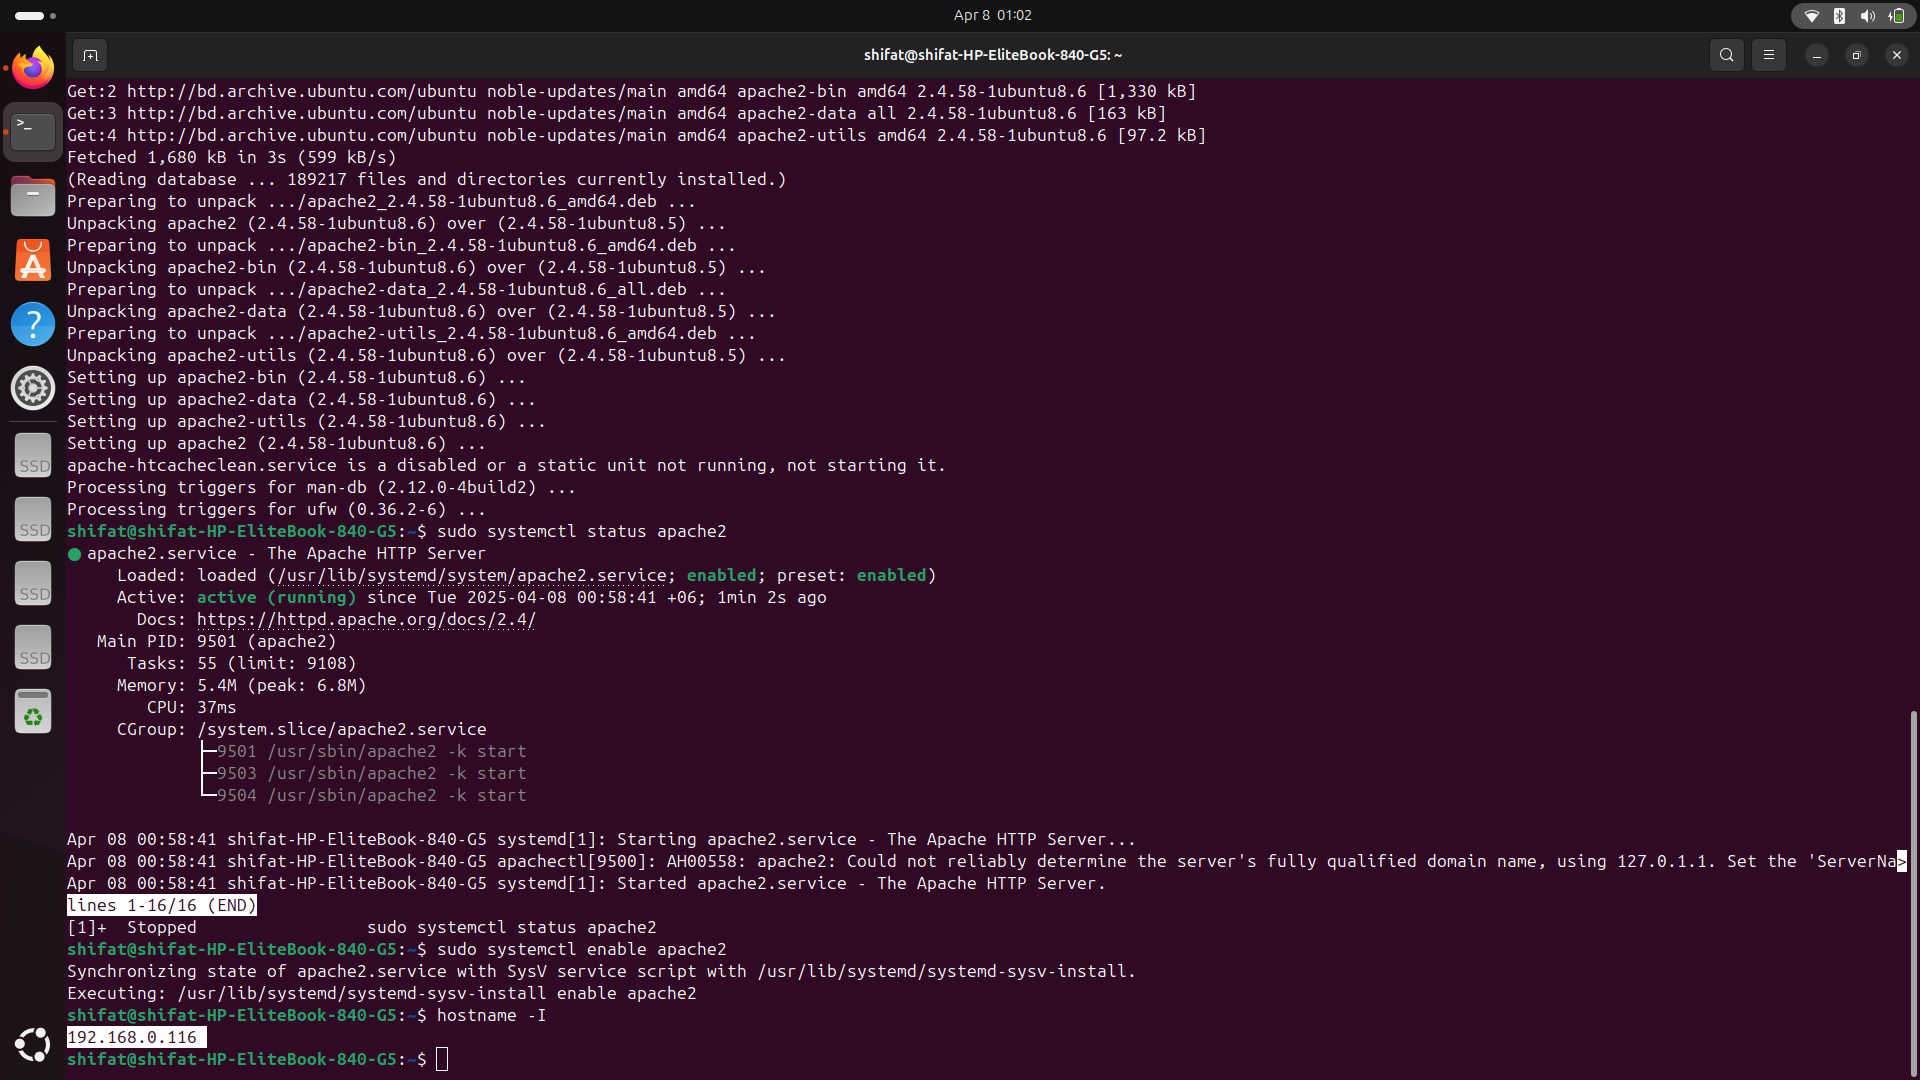 Apr 8 01:02
shifat@shifat-HP-EliteBook-840-G5: ~
Get:2 http://bd.archive.ubuntu.com/ubuntu noble-updates/main amd64 apache2-bin amd64 2.4.58-1ubuntu8.6 [1,330 kB]
Get:3 http://bd.archive.ubuntu.com/ubuntu noble-updates/main amd64 apache2-data all 2.4.58-1ubuntu8.6 [163 kB]
Get:4 http://bd.archive.ubuntu.com/ubuntu noble-updates/main amd64 apache2-utils amd64 2.4.58-1ubuntu8.6 [97.2 kB]
Fetched 1,680 kB in 3s (599 kB/s)
(Reading database ... 189217 files and directories currently installed.)
Preparing to unpack .../apache2_2.4.58-1ubuntu8.6_amd64.deb ...
Unpacking apache2 (2.4.58-1ubuntu8.6) over (2.4.58-1ubuntu8.5) ...
Preparing to unpack .../apache2-bin_2.4.58-1ubuntu8.6_amd64.deb ...
Unpacking apache2-bin (2.4.58-1ubuntu8.6) over (2.4.58-1ubuntu8.5) ...
Preparing to unpack .../apache2-data_2.4.58-1ubuntu8.6_all.deb ...
Unpacking apache2-data (2.4.58-1ubuntu8.6) over (2.4.58-1ubuntu8.5) ...
Preparing to unpack .../apache2-utils_2.4.58-1ubuntu8.6_amd64.deb ...
Unpacking apache2-utils (2.4.58-1ubuntu8.6) over (2.4.58-1ubuntu8.5) ...
Setting up apache2-bin (2.4.58-1ubuntu8.6) ...
Setting up apache2-data (2.4.58-1ubuntu8.6) ...
Setting up apache2-utils (2.4.58-1ubuntu8.6) ...
Setting up apache2 (2.4.58-1ubuntu8.6) ...
apache-htcacheclean.service is a disabled or a static unit not running, not starting it.
Processing triggers for man-db (2.12.0-4build2) ...
Processing triggers for ufw (0.36.2-6) ...
shifat@shifat-HP-EliteBook-840-G5:~$ sudo systemctl status apache2
● apache2.service - The Apache HTTP Server
Loaded: loaded (/usr/lib/systemd/system/apache2.service; enabled; preset: enabled)
Active: active (running) since Tue 2025-04-08 00:58:41 +06; 1min 2s ago
Docs: https://httpd.apache.org/docs/2.4/
Main PID: 9501 (apache2)
Tasks: 55 (limit: 9108)
Memory: 5.4M (peak: 6.8M)
CPU: 37ms
CGroup: /system.slice/apache2.service
├─9501 /usr/sbin/apache2 -k start
├─9503 /usr/sbin/apache2 -k start
└─9504 /usr/sbin/apache2 -k start
Apr 08 00:58:41 shifat-HP-EliteBook-840-G5 systemd[1]: Starting apache2.service - The Apache HTTP Server...
Apr 08 00:58:41 shifat-HP-EliteBook-840-G5 apachectl[9500]: AH00558: apache2: Could not reliably determine the server's fully qualified domain name, using 127.0.1.1. Set the 'ServerNa>
Apr 08 00:58:41 shifat-HP-EliteBook-840-G5 systemd[1]: Started apache2.service - The Apache HTTP Server.
lines 1-16/16 (END)
[1]+  Stopped                 sudo systemctl status apache2
shifat@shifat-HP-EliteBook-840-G5:~$ sudo systemctl enable apache2
Synchronizing state of apache2.service with SysV service script with /usr/lib/systemd/systemd-sysv-install.
Executing: /usr/lib/systemd/systemd-sysv-install enable apache2
shifat@shifat-HP-EliteBook-840-G5:~$ hostname -I
192.168.0.116
shifat@shifat-HP-EliteBook-840-G5:~$
SSD
SSD
SSD
SSD